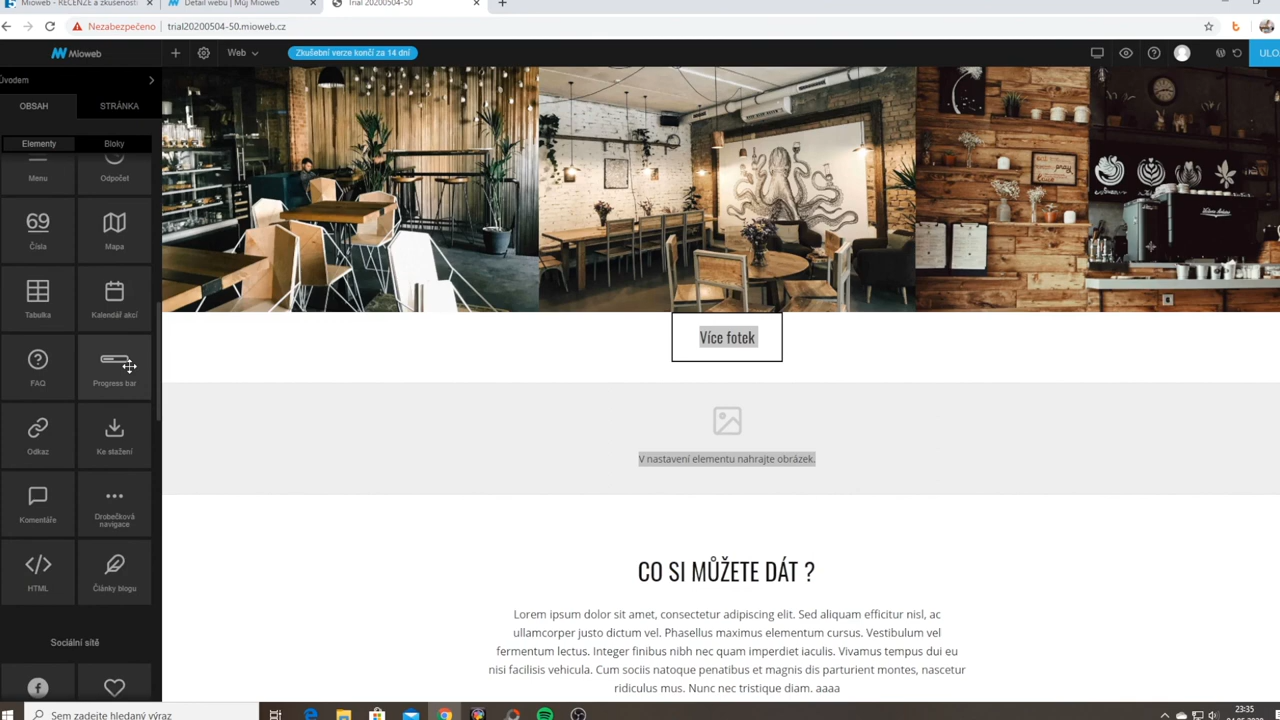 Mioweb - RECENZE a zkušenosti
Detail webu | Můj Mioweb
Trial 20200504-50
Nezabezpečeno
trial20200504-50.mioweb.cz
Mioweb
Web
Zkušební verze končí za 14 dní
ULO
Úvodem
OBSAH
STRÁNKA
Elementy
Bloky
Menu
Odpočet
69
Čísla
Mapa
Tabulka
Kalendář akcí
FAQ
Progress bar
Odkaz
Ke stažení
Komentáře
Drobečková
navigace
HTML
Články blogu
Sociální sítě
Více fotek
V nastavení elementu nahrajte obrázek.
CO SI MŮŽETE DÁT ?
Lorem ipsum dolor sit amet, consectetur adipiscing elit. Sed aliquam efficitur nisl, ac
ullamcorper justo dictum vel. Phasellus maximus elementum cursus. Vestibulum vel
fermentum lectus. Integer finibus nibh nec quam imperdiet iaculis. Vivamus tempus dui eu
nisi facilisis vehicula. Cum sociis natoque penatibus et magnis dis parturient montes, nascetur
ridiculus mus. Nunc nec tristique diam. aaaa
Sem zadejte hledaný výraz
23:35